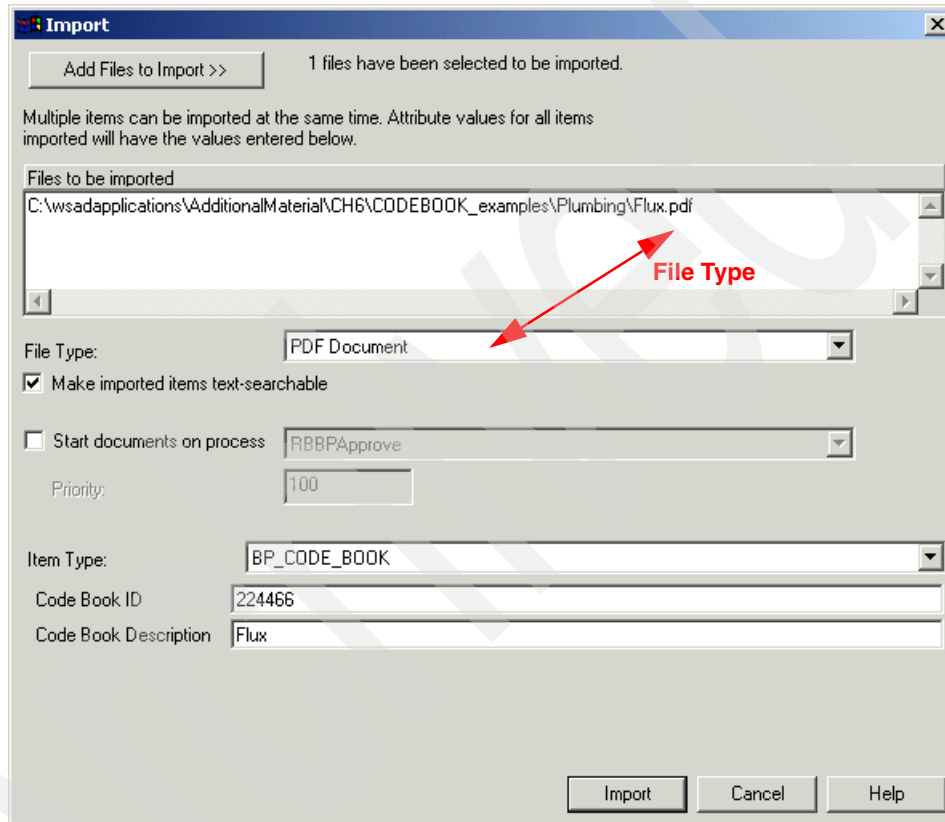 Import
Add Files to Import >>
1 files have been selected to be imported.
Multiple items can be imported at the same time. Attribute values for all items
imported will have the values entered below.
Files to be imported
C:\wsadapplications\AdditionalMaterial\CH6\CODEBOOK_examples\Plumbing\Flux.pdf
File Type
File Type:
PDF Document
Make imported items text-searchable
Start documents on process
RBBPApprove
Priority:
100
Item Type:
BP_CODE_BOOK
Code Book ID
224466
Code Book Description
Flux
Import
Cancel
Help